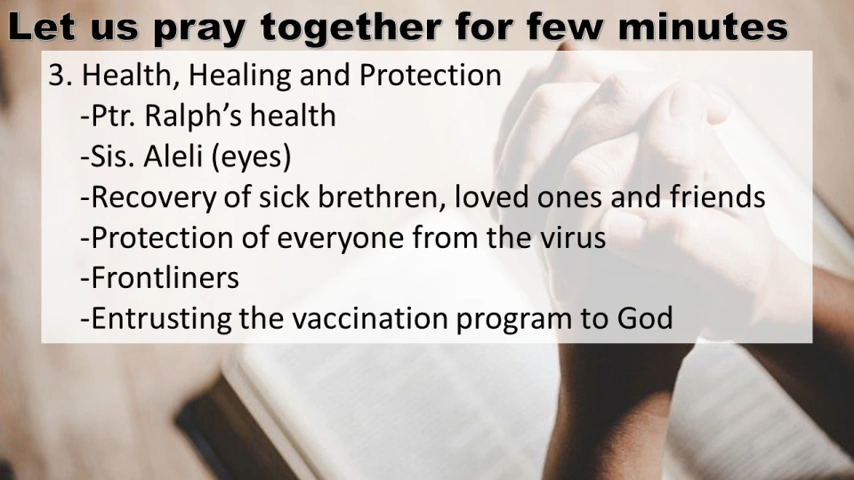 Let us pray together for few minutes
3. Health, Healing and Protection
-Ptr. Ralph’s health
-Sis. Aleli (eyes)
-Recovery of sick brethren, loved ones and friends
-Protection of everyone from the virus
-Frontliners
-Entrusting the vaccination program to God